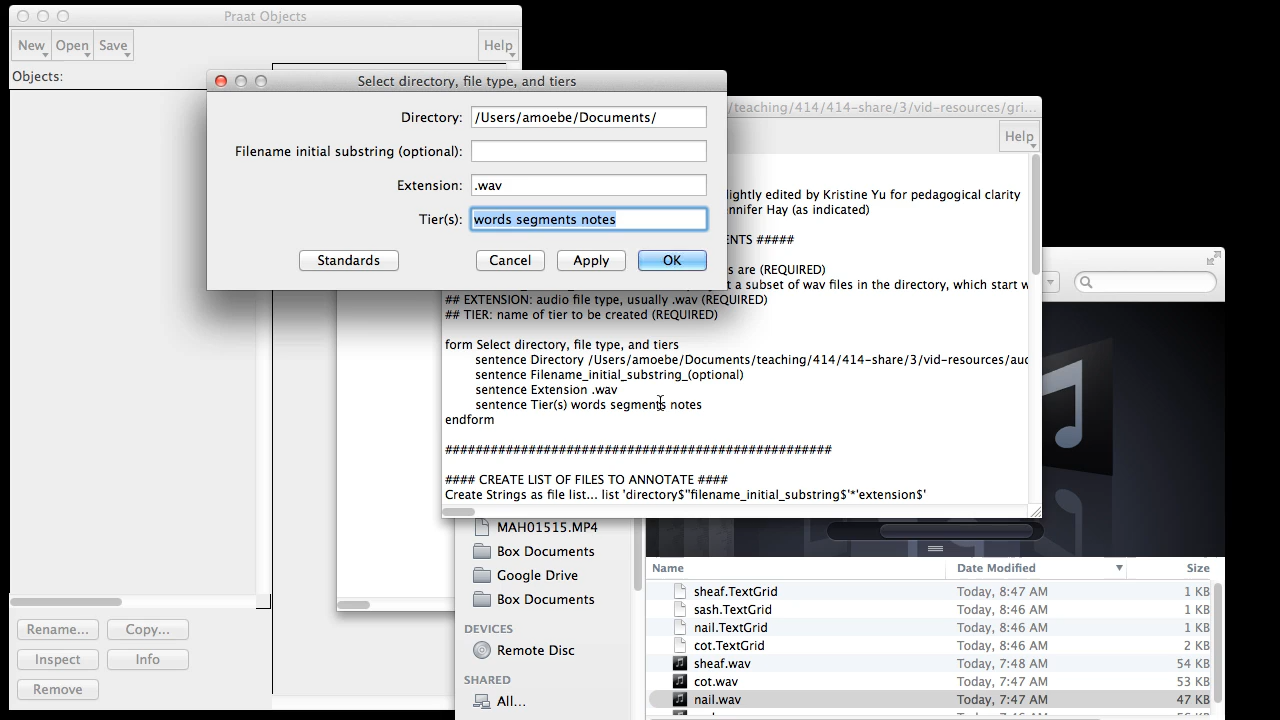 Praat Objects
New
Open
Save
Help
Objects:
Select directory, file type, and tiers
Directory:
/Users/amoebe/Documents/
Filename initial substring (optional):
Extension:
.wav
Tier(s):
words segments notes
Standards
Cancel
Apply
OK
/teaching/414/414-share/3/vid-resources/gri...
Help
lightly edited by Kristine Yu for pedagogical clarity
nnifer Hay (as indicated)
NTS #####
s are (REQUIRED)
t a subset of wav files in the directory, which start w
## EXTENSION: audio file type, usually .wav (REQUIRED)
## TIER: name of tier to be created (REQUIRED)
form Select directory, file type, and tiers
sentence Directory /Users/amoebe/Documents/teaching/414/414-share/3/vid-resources/aud
sentence Filename_initial_substring_(optional)
sentence Extension .wav
sentence Tier(s) words segments notes
endform
####################################################
#### CREATE LIST OF FILES TO ANNOTATE ####
Create Strings as file list... list 'directory$''filename_initial_substring$'*'extension$'
MAH01515.MP4
Box Documents
Google Drive
Box Documents
DEVICES
Remote Disc
SHARED
All...
Name Date Modified Size
sheaf.TextGrid Today, 8:47 AM 1 KB
sash.TextGrid Today, 8:46 AM 1 KB
nail.TextGrid Today, 8:46 AM 1 KB
cot.TextGrid Today, 8:46 AM 2 KB
sheaf.wav Today, 7:48 AM 54 KB
cot.wav Today, 7:47 AM 53 KB
nail.wav Today, 7:47 AM 47 KB
Rename...
Copy...
Inspect
Info
Remove